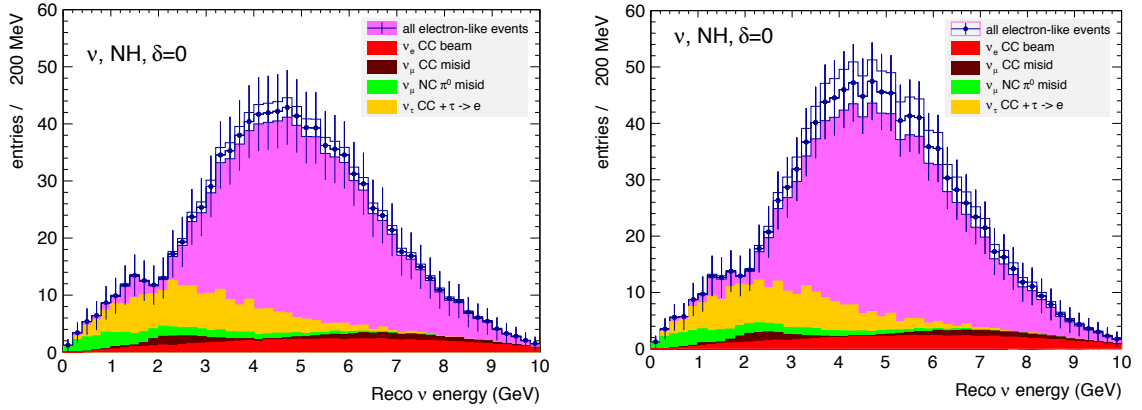 ν, NH, δ=0
all electron-like events
νe CC beam
νμ CC misid
νμ NC π⁰ misid
ντ CC + τ -> e
entries / 200 MeV
60
50
40
30
20
10
0
0 1 2 3 4 5 6 7 8 9 10
Reco ν energy (GeV)
ν, NH, δ=0
all electron-like events
νe CC beam
νμ CC misid
νμ NC π⁰ misid
ντ CC + τ -> e
entries / 200 MeV
60
50
40
30
20
10
0
0 1 2 3 4 5 6 7 8 9 10
Reco ν energy (GeV)